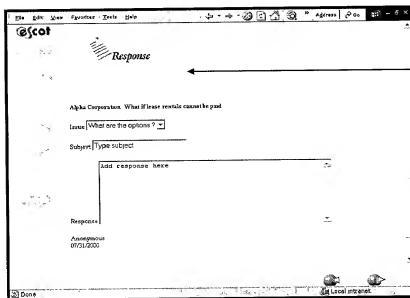 File Edit View Favorites Tools Help » Address Go
eScot
Response
Alpha Corporation What if lease rentals cannot be paid
Issue What are the options ?
Subject Type subject
Add response here
Response
Anonymous
07/31/2000
Done Local intranet